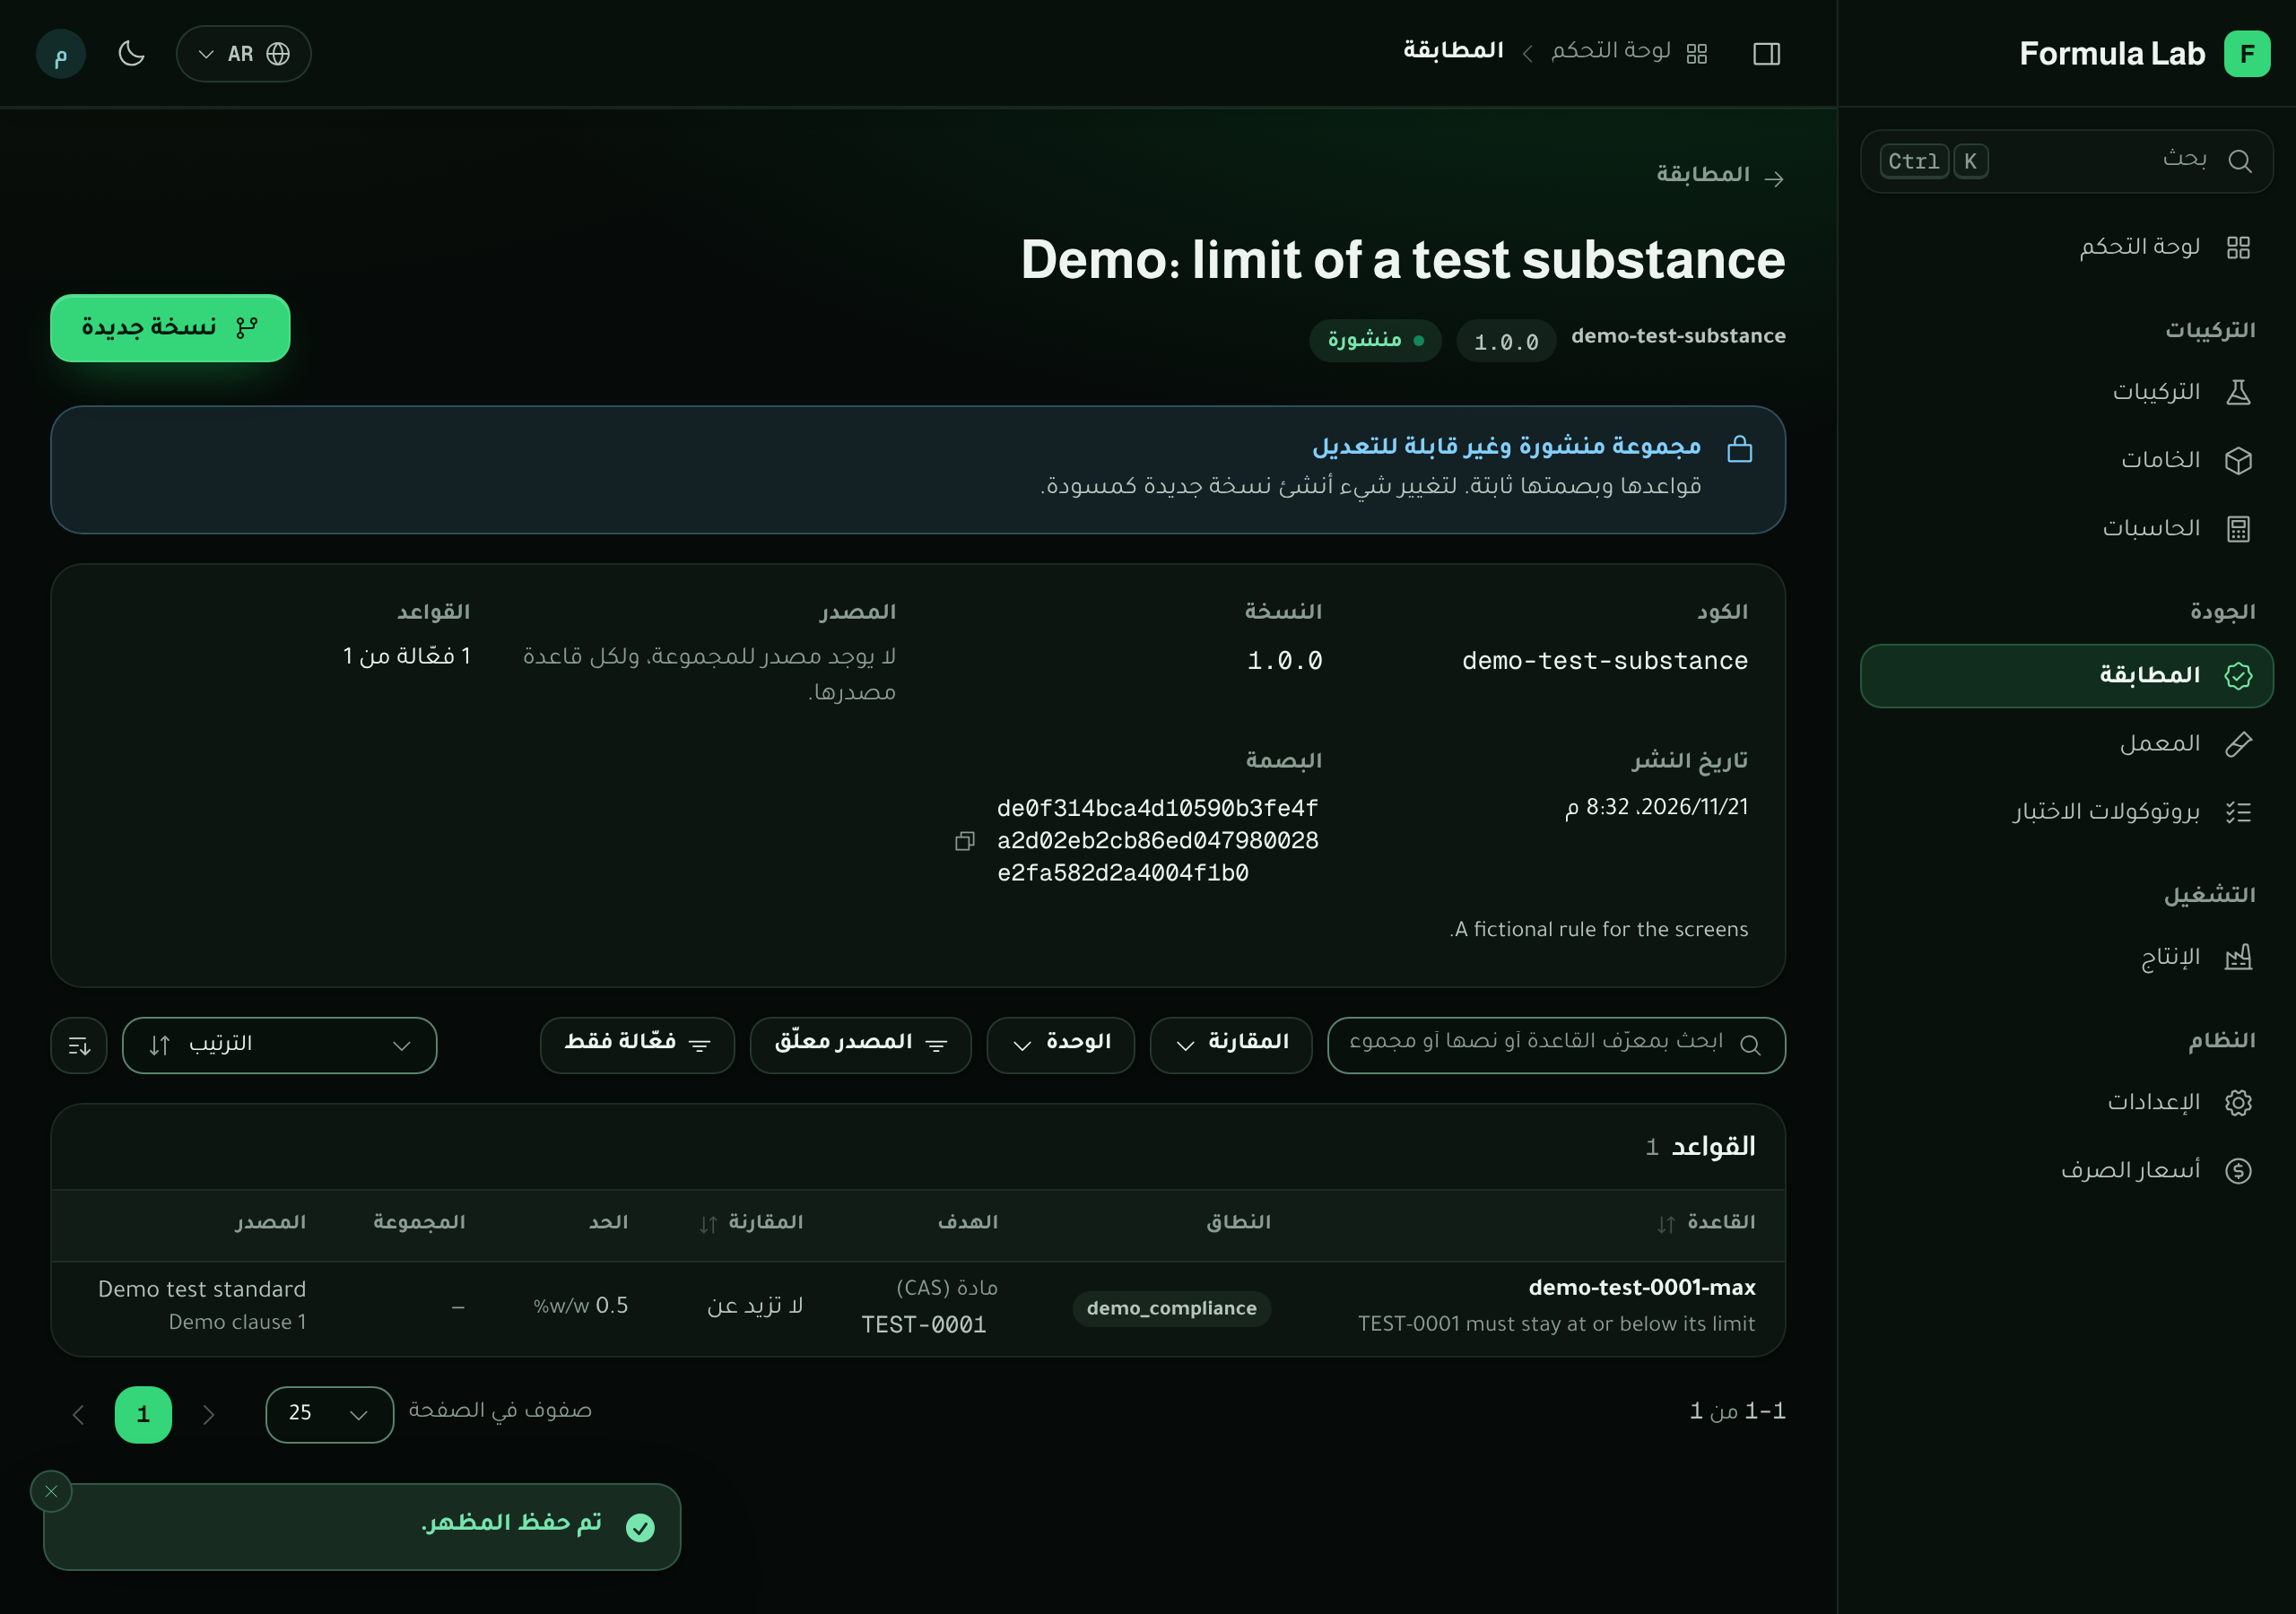 Formula Lab
F
لوحة التحكم
المطابقة
AR
م
بحث
Ctrl K
لوحة التحكم
التركيبات
التركيبات
الخامات
الحاسبات
الجودة
المطابقة
المعمل
بروتوكولات الاختبار
التشغيل
الإنتاج
النظام
الإعدادات
أسعار الصرف
المطابقة
Demo: limit of a test substance
demo-test-substance
1.0.0
منشورة
نسخة جديدة
مجموعة منشورة وغير قابلة للتعديل
قواعدها وبصمتها ثابتة. لتغيير شيء أنشئ نسخة جديدة كمسودة.
الكود
demo-test-substance
النسخة
1.0.0
المصدر
لا يوجد مصدر للمجموعة، ولكل قاعدة
مصدرها.
القواعد
1 فعّالة من 1
تاريخ النشر
2026/11/21، 8:32 م
البصمة
de0f314bca4d10590b3fe4f
a2d02eb2cb86ed047980028
e2fa582d2a4004f1b0
A fictional rule for the screens.
ابحث بمعرّف القاعدة أو نصها أو مجموع
المقارنة
الوحدة
المصدر معلّق
فعّالة فقط
الترتيب
القواعد 1
القاعدة
النطاق
الهدف
المقارنة
الحد
المجموعة
المصدر
demo-test-0001-max
TEST-0001 must stay at or below its limit
demo_compliance
مادة (CAS)
TEST-0001
لا تزيد عن
0.5 %w/w
—
Demo test standard
Demo clause 1
1–1 من 1
صفوف في الصفحة
25
1
تم حفظ المظهر.